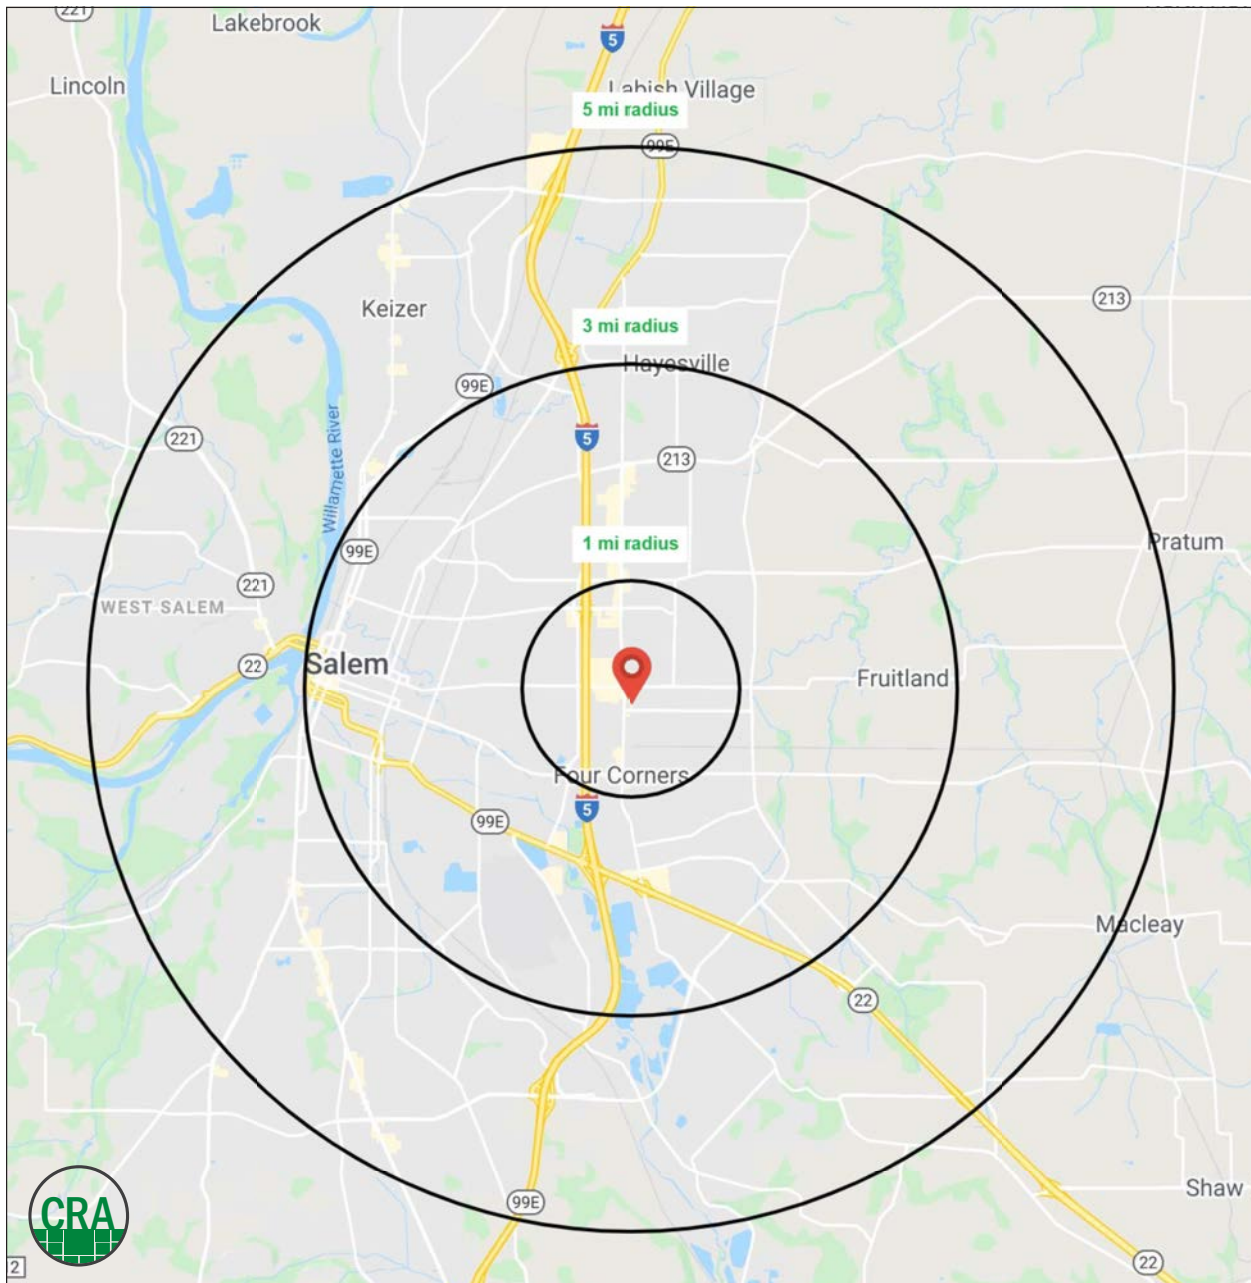 221
Lakebrook
5
Lincoln
Labish Village
5 mi radius
99E
213
Keizer
3 mi radius
Hayesville
99E
221
5
Willamette River
213
1 mi radius
99E
Pratum
221
WEST SALEM
22
Salem
Fruitland
Four Corners
5
99E
Macleay
22
Shaw
99E
CRA
22
2